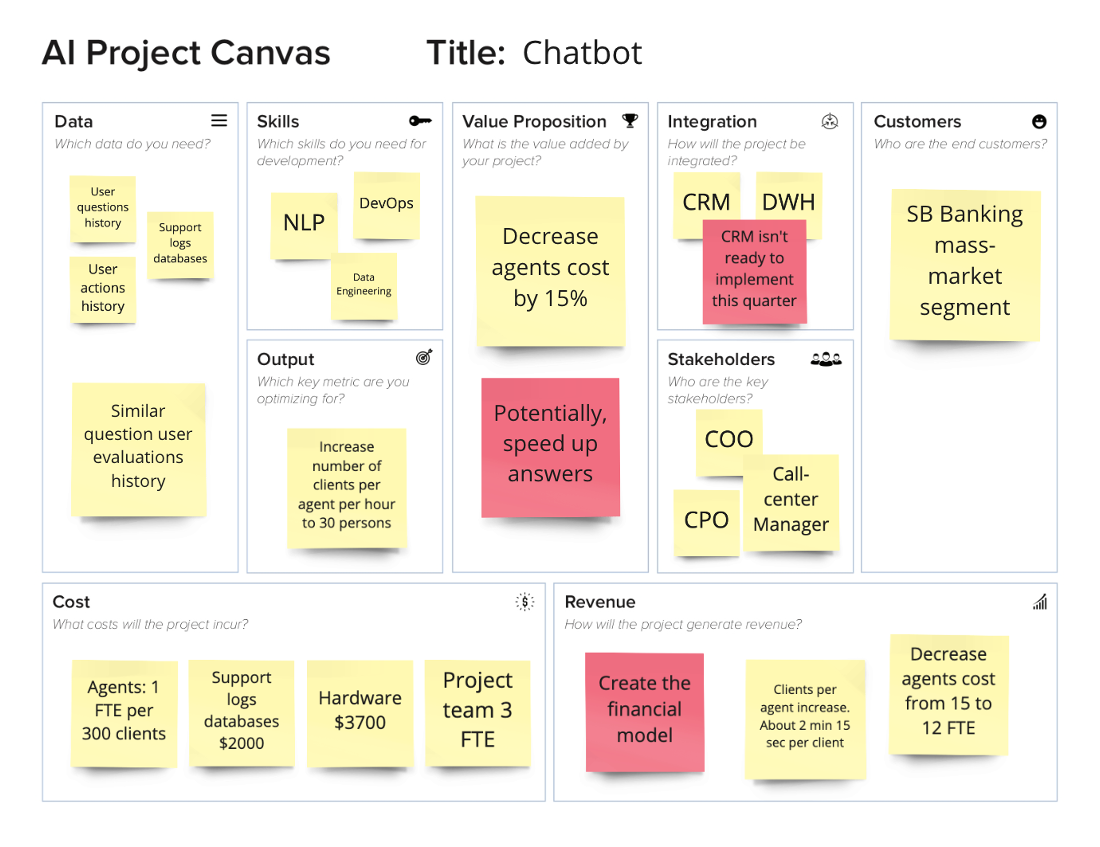 AI Project Canvas
Title: Chatbot
Data
Which data do you need?
User
questions
history
Support
logs
databases
User
actions
history
Similar
question user
evaluations
history
Skills
Which skills do you need for
development?
NLP
DevOps
Data
Engineering
Output
Which key metric are you
optimizing for?
Increase
number of
clients per
agent per hour
to 30 persons
Value Proposition
What is the value added by
your project?
Decrease
agents cost
by 15%
Potentially,
speed up
answers
Integration
How will the project be
integrated?
CRM
DWH
CRM isn't
ready to
implement
this quarter
Stakeholders
Who are the key
stakeholders?
COO
Call-
center
Manager
CPO
Customers
Who are the end customers?
SB Banking
mass-
market
segment
Cost
What costs will the project incur?
Agents: 1
FTE per
300 clients
Support
logs
databases
$2000
Hardware
$3700
Project
team 3
FTE
Revenue
How will the project generate revenue?
Create the
financial
model
Clients per
agent increase.
About 2 min 15
sec per client
Decrease
agents cost
from 15 to
12 FTE